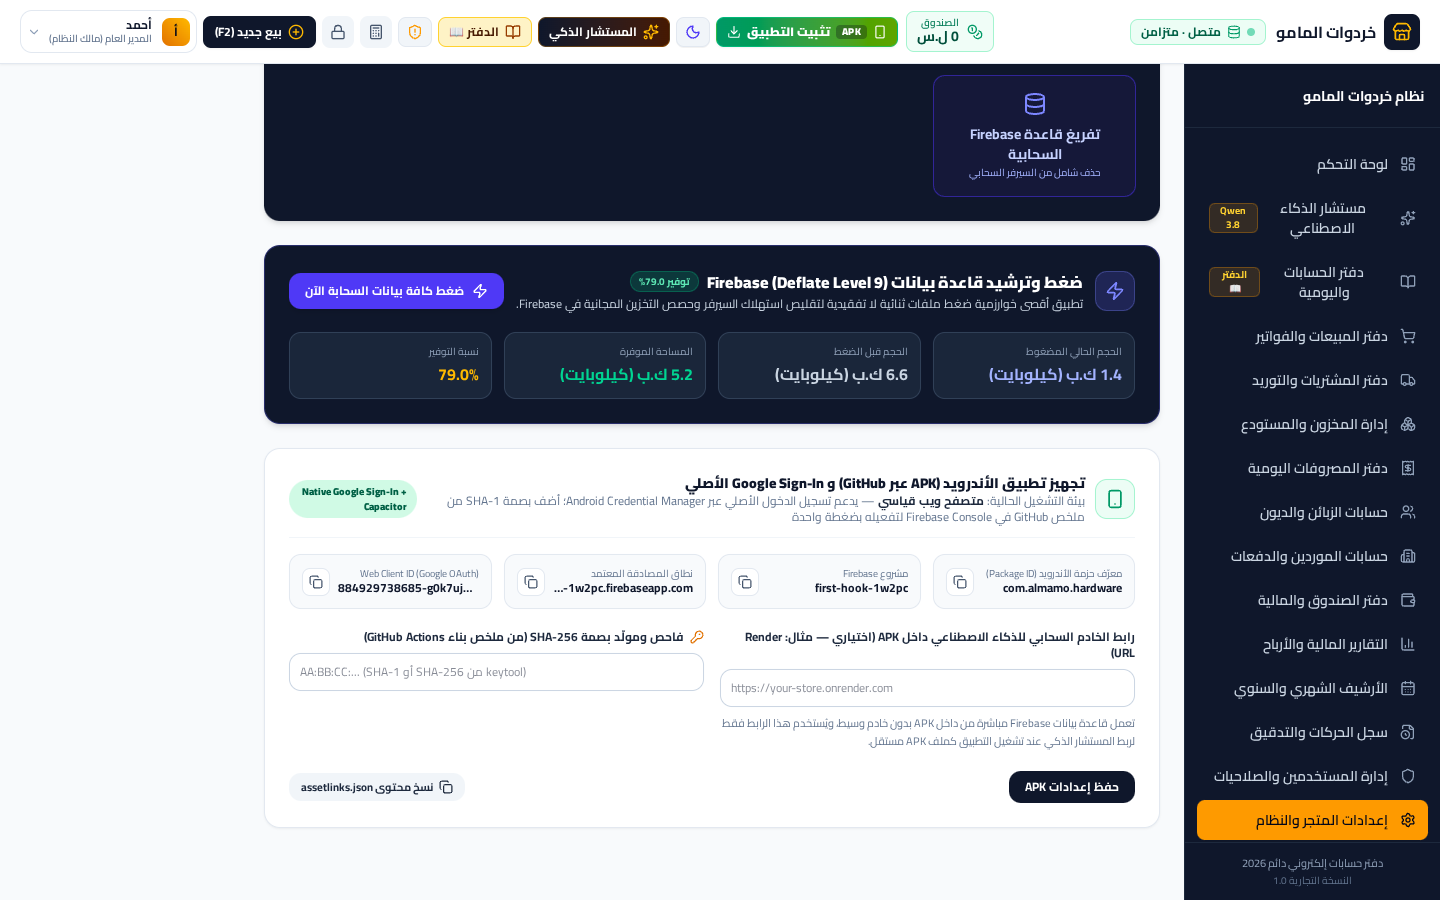 خردوات المامو
متصل · متزامن
الصندوق
0 ل.س
تثبيت التطبيق APK
المستشار الذكي
الدفتر 📖
بيع جديد (F2)
أ
أحمد
المدير العام (مالك النظام)
نظام خردوات المامو
لوحة التحكم
مستشار الذكاء
الاصطناعي
Qwen
3.8
دفتر الحسابات
واليومية
الدفتر
📖
دفتر المبيعات والفواتير
دفتر المشتريات والتوريد
إدارة المخزون والمستودع
دفتر المصروفات اليومية
حسابات الزبائن والديون
حسابات الموردين والدفعات
دفتر الصندوق والمالية
التقارير المالية والأرباح
الأرشيف الشهري والسنوي
سجل الحركات والتدقيق
إدارة المستخدمين والصلاحيات
إعدادات المتجر والنظام
دفتر حسابات إلكتروني دائم 2026
النسخة التجارية 1.0
تفريغ قاعدة Firebase
السحابية
حذف شامل من السيرفر السحابي
ضغط وترشيد قاعدة بيانات Firebase (Deflate Level 9)
توفير 79.0%
تطبيق أقصى خوارزمية ضغط ملفات ثنائية لا تفقيدية لتقليص استهلاك السيرفر وحصص التخزين المجانية في Firebase.
ضغط كافة بيانات السحابة الآن
الحجم الحالي المضغوط
1.4 ك.ب (كيلوبايت)
الحجم قبل الضغط
6.6 ك.ب (كيلوبايت)
المساحة الموفرة
5.2 ك.ب (كيلوبايت)
نسبة التوفير
79.0%
تجهيز تطبيق الأندرويد (APK عبر GitHub) و Google Sign-In الأصلي
بيئة التشغيل الحالية: متصفح ويب قياسي — يدعم تسجيل الدخول الأصلي عبر Android Credential Manager؛ أضف بصمة SHA-1 من
ملخص GitHub في Firebase Console لتفعيله بضغطة واحدة
Native Google Sign-In +
Capacitor
معرّف حزمة الأندرويد (Package ID)
com.almamo.hardware
مشروع Firebase
first-hook-1w2pc
نطاق المصادقة المعتمد
...-1w2pc.firebaseapp.com
Web Client ID (Google OAuth)
884929738685-g0k7uj...
رابط الخادم السحابي للذكاء الاصطناعي داخل APK (اختياري — مثال: Render
URL)
https://your-store.onrender.com
تعمل قاعدة بيانات Firebase مباشرة من داخل APK بدون خادم وسيط، ويُستخدم هذا الرابط فقط
لربط المستشار الذكي عند تشغيل التطبيق كملف APK مستقل.
فاحص ومولّد بصمة SHA-256 (من ملخص بناء GitHub Actions)
AA:BB:CC:... (SHA-1 أو SHA-256 من keytool)
حفظ إعدادات APK
نسخ محتوى assetlinks.json